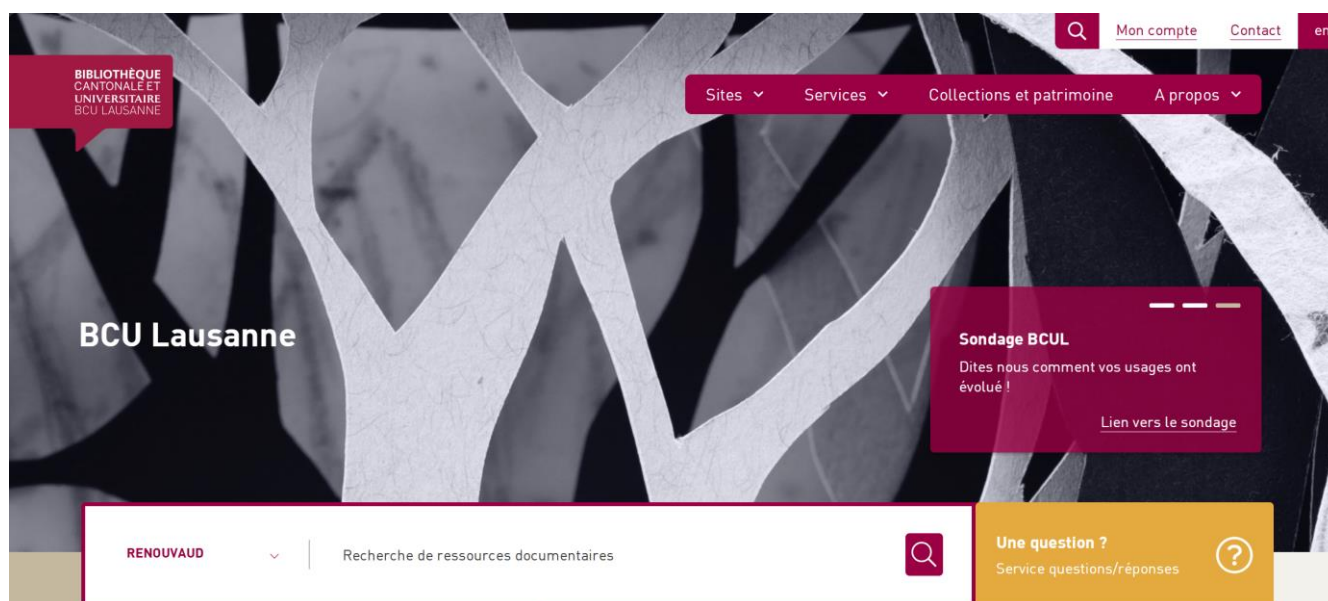 Mon compte
Contact
en
BIBLIOTHÈQUE
CANTONALE ET
UNIVERSITAIRE
BCU LAUSANNE
Sites
Services
Collections et patrimoine
A propos
BCU Lausanne
Sondage BCUL
Dites nous comment vos usages ont
évolué !
Lien vers le sondage
RENOUVAUD
Recherche de ressources documentaires
Une question ?
Service questions/réponses
?